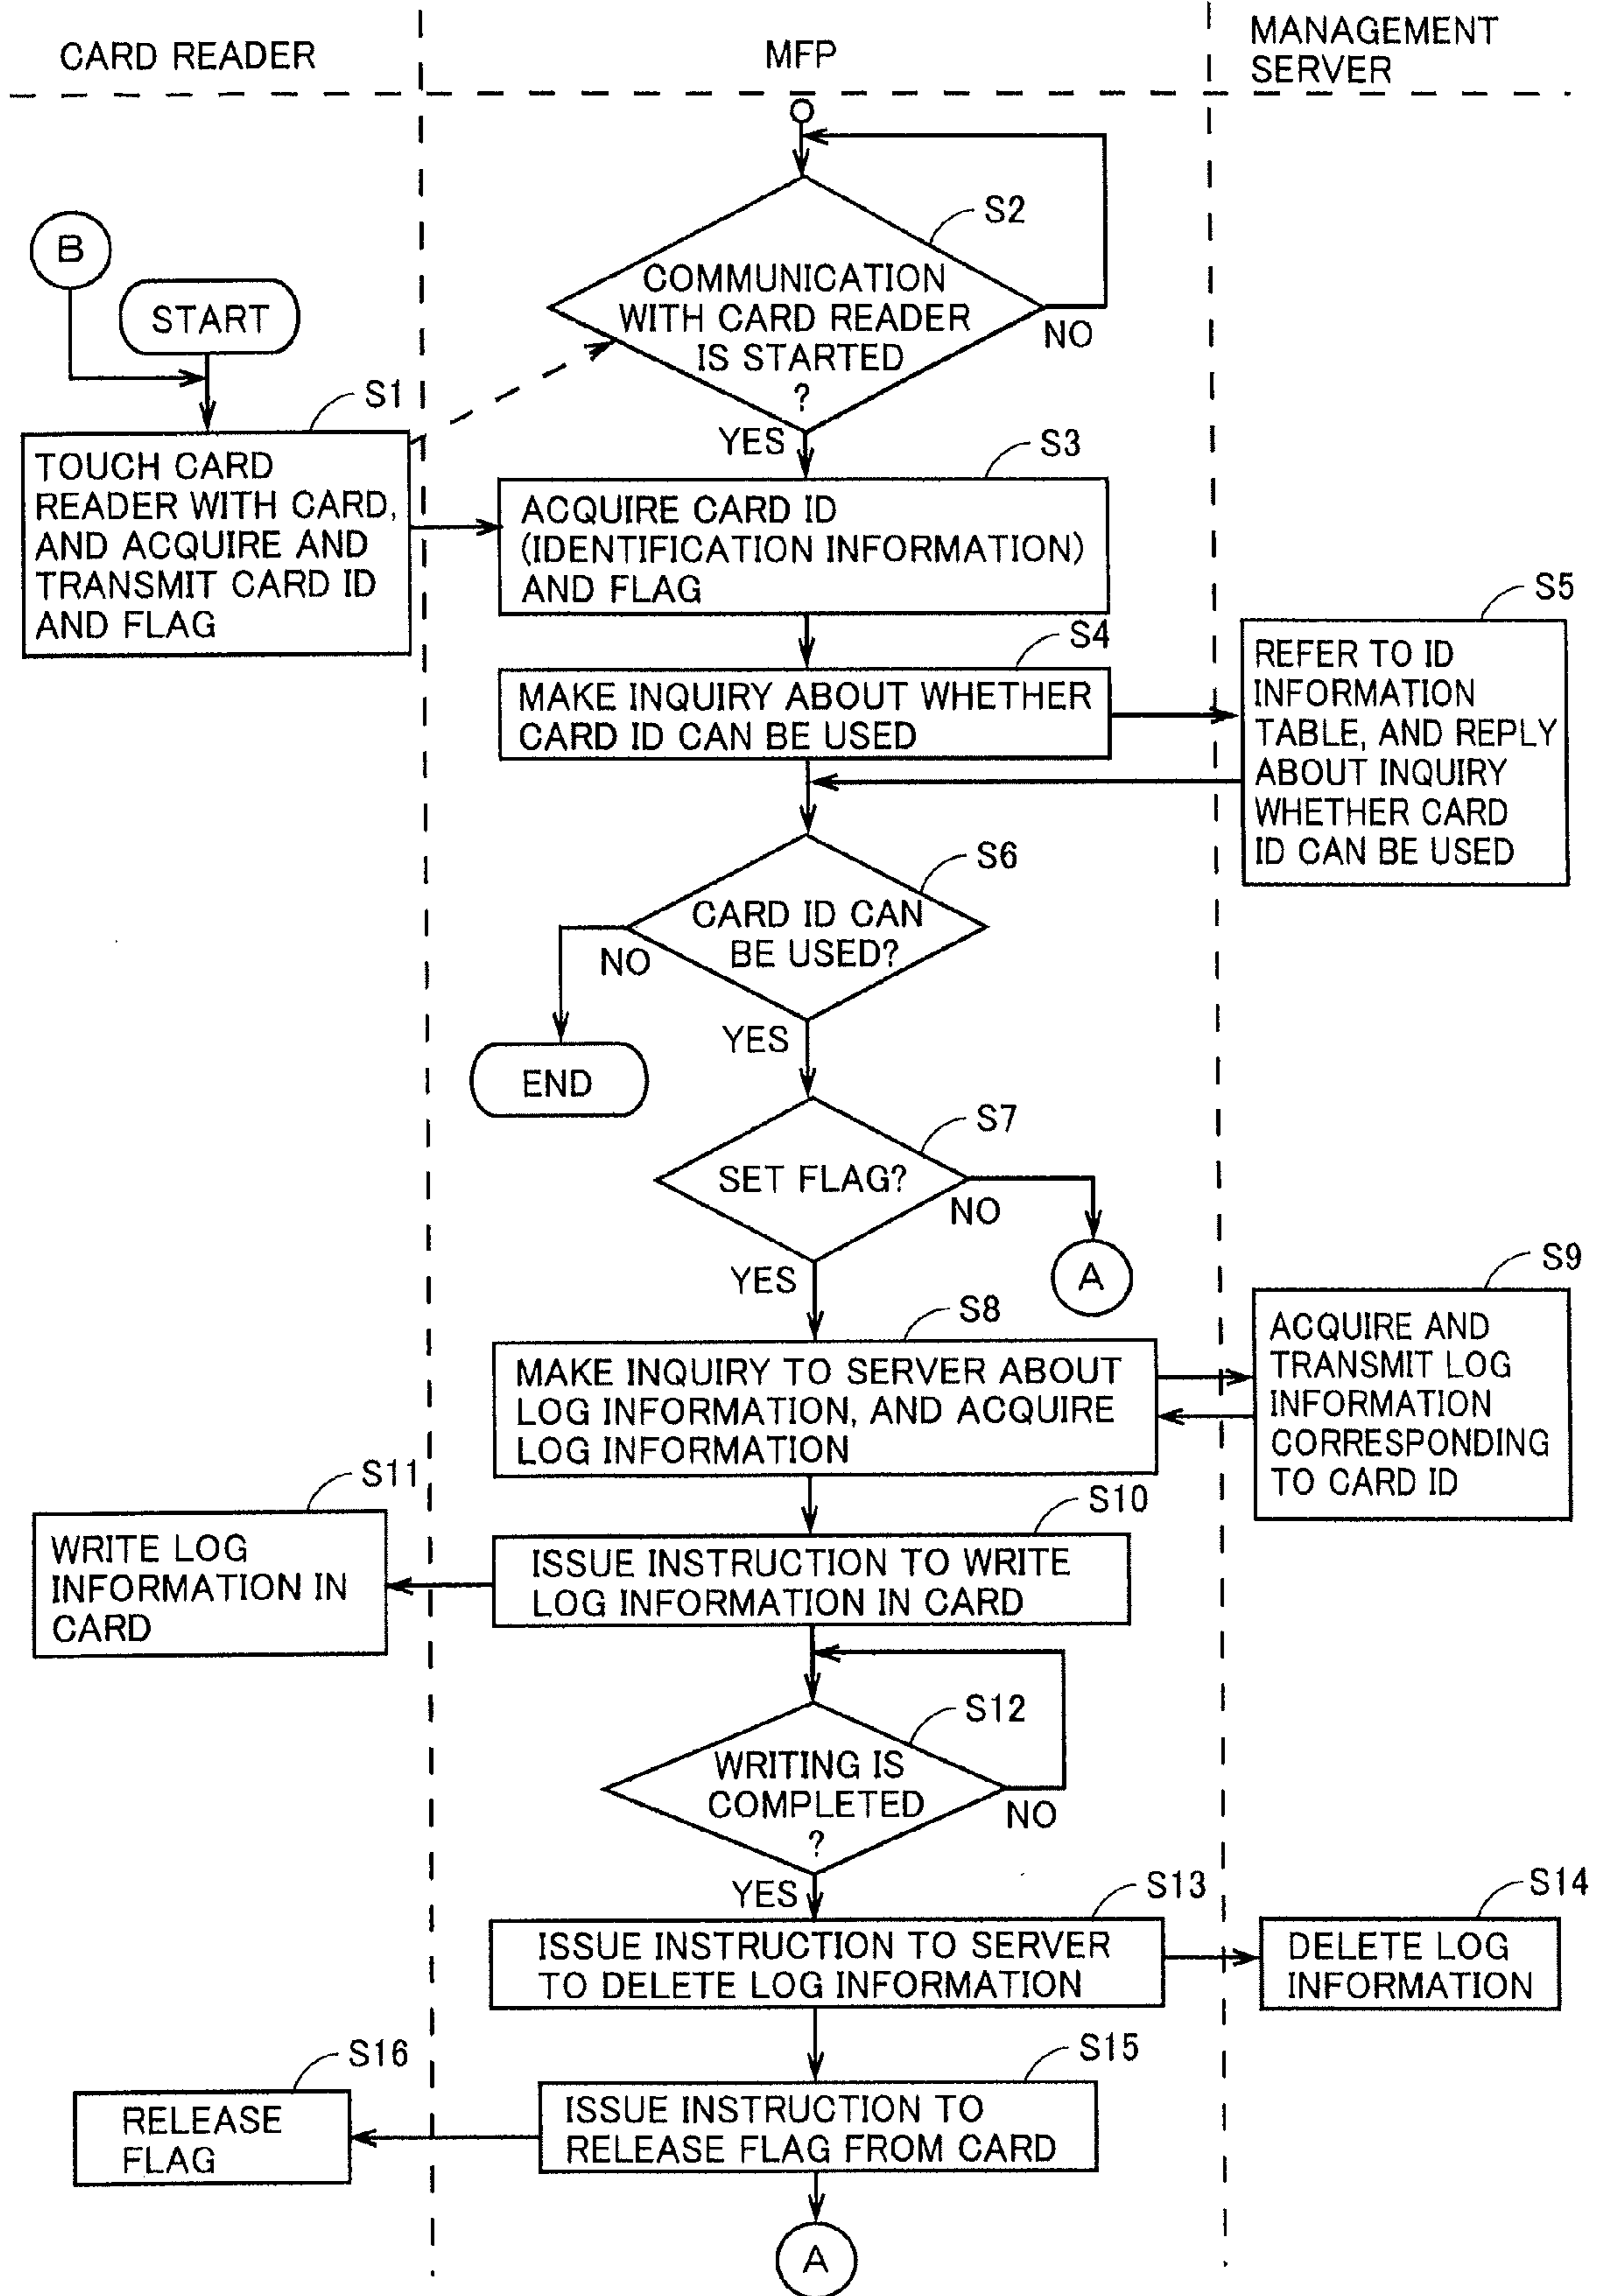 CARD READER
MFP
MANAGEMENT
SERVER
S2
B
START
COMMUNICATION
WITH CARD READER
IS STARTED
?
NO
YES
S1
TOUCH CARD
READER WITH CARD,
AND ACQUIRE AND
TRANSMIT CARD ID
AND FLAG
S3
ACQUIRE CARD ID
(IDENTIFICATION INFORMATION)
AND FLAG
S4
MAKE INQUIRY ABOUT WHETHER
CARD ID CAN BE USED
S5
REFER TO ID
INFORMATION
TABLE, AND REPLY
ABOUT INQUIRY
WHETHER CARD
ID CAN BE USED
S6
CARD ID CAN
BE USED?
NO
YES
END
S7
SET FLAG?
NO
A
YES
S8
MAKE INQUIRY TO SERVER ABOUT
LOG INFORMATION, AND ACQUIRE
LOG INFORMATION
S9
ACQUIRE AND
TRANSMIT LOG
INFORMATION
CORRESPONDING
TO CARD ID
S11
WRITE LOG
INFORMATION IN
CARD
S10
ISSUE INSTRUCTION TO WRITE
LOG INFORMATION IN CARD
S12
WRITING IS
COMPLETED
?
NO
YES
S13
ISSUE INSTRUCTION TO SERVER
TO DELETE LOG INFORMATION
S14
DELETE LOG
INFORMATION
S16
RELEASE
FLAG
S15
ISSUE INSTRUCTION TO
RELEASE FLAG FROM CARD
A